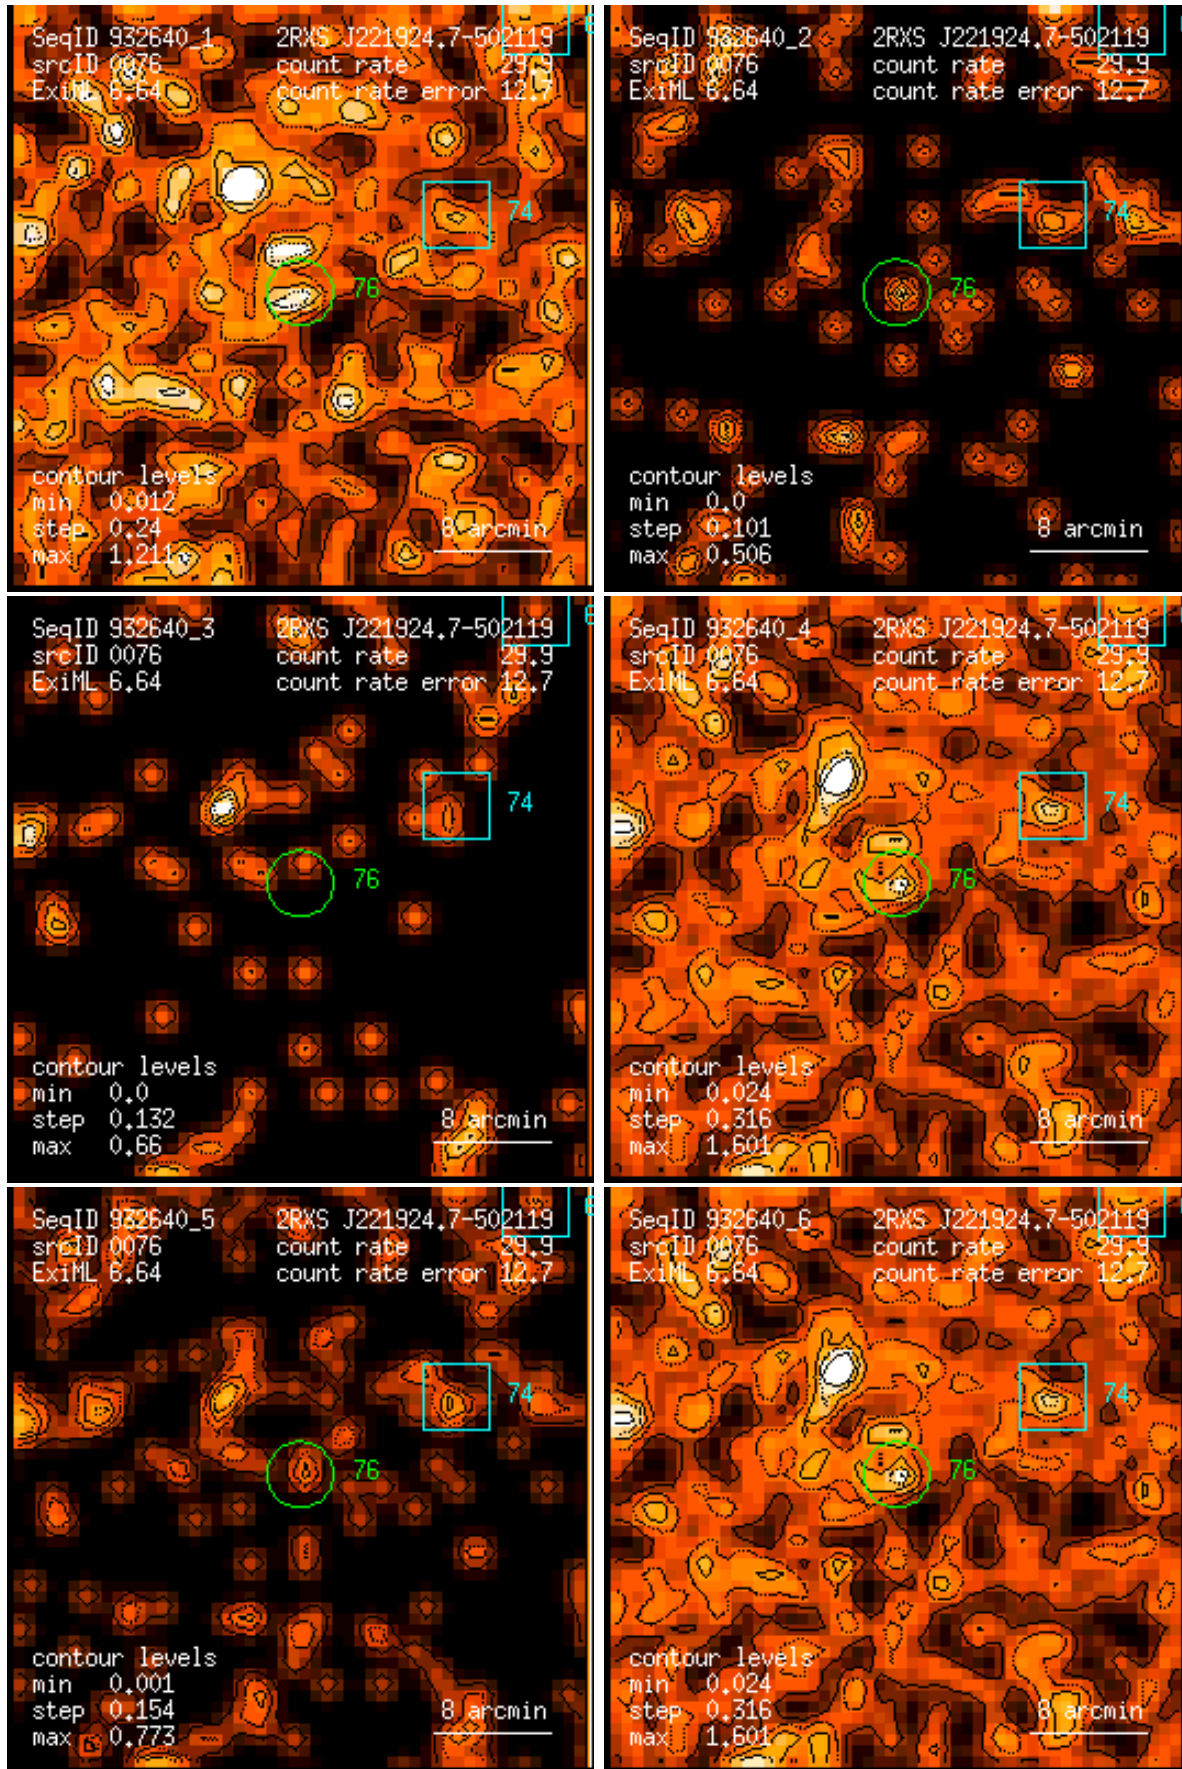 SeqID 932640_1 2RXS J221924.7-502119
srcID 0076 count rate 29.9
ExiML 6.64 count rate error 12.7
74
76
contour levels
min 0.012
step 0.24
max 1.211
8 arcmin
SeqID 932640_2 2RXS J221924.7-502119
srcID 0076 count rate 29.9
ExiML 6.64 count rate error 12.7
74
76
contour levels
min 0.0
step 0.101
max 0.506
8 arcmin
SeqID 932640_3 2RXS J221924.7-502119
srcID 0076 count rate 29.9
ExiML 6.64 count rate error 12.7
74
76
contour levels
min 0.0
step 0.132
max 0.66
8 arcmin
SeqID 932640_4 2RXS J221924.7-502119
srcID 0076 count rate 29.9
ExiML 6.64 count rate error 12.7
74
76
contour levels
min 0.024
step 0.316
max 1.601
8 arcmin
SeqID 932640_5 2RXS J221924.7-502119
srcID 0076 count rate 29.9
ExiML 6.64 count rate error 12.7
74
76
contour levels
min 0.001
step 0.154
max 0.773
8 arcmin
SeqID 932640_6 2RXS J221924.7-502119
srcID 0076 count rate 29.9
ExiML 6.64 count rate error 12.7
74
76
contour levels
min 0.024
step 0.316
max 1.601
8 arcmin